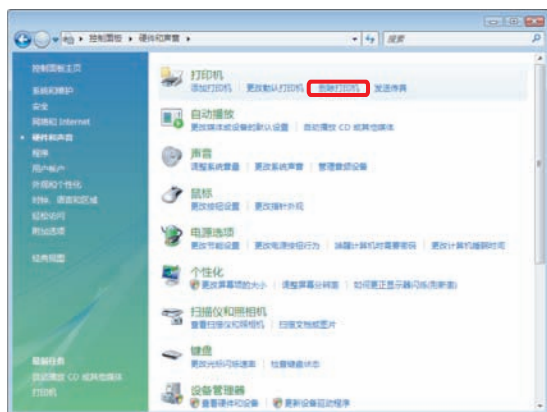 控制面板 ▸ 硬件和声音 ▸
搜索
控制面板主页
系统和维护
安全
网络和 Internet
硬件和声音
程序
用户帐户
外观和个性化
时钟、语言和区域
轻松访问
附加选项
经典视图
最新任务
自动播放 CD 或其他媒体
打印机
打印机
添加打印机 | 更改默认打印机 | 删除打印机 | 发送传真
自动播放
更改媒体或设备的默认设置 | 自动播放 CD 或其他媒体
声音
调整系统音量 | 更改系统声音 | 管理音频设备
鼠标
更改按钮设置 | 更改指针外观
电源选项
更改节能设置 | 更改电源按钮行为 | 唤醒计算机时需要密码 | 更改计算机睡眠时间
个性化
更改屏幕项的大小 | 调整屏幕分辨率 | 如何更正显示器闪烁(刷新率)
扫描仪和照相机
查看扫描仪和照相机 | 扫描文档或图片
键盘
更改光标闪烁速率 | 检查键盘状态
设备管理器
查看硬件和设备 | 更新设备驱动程序